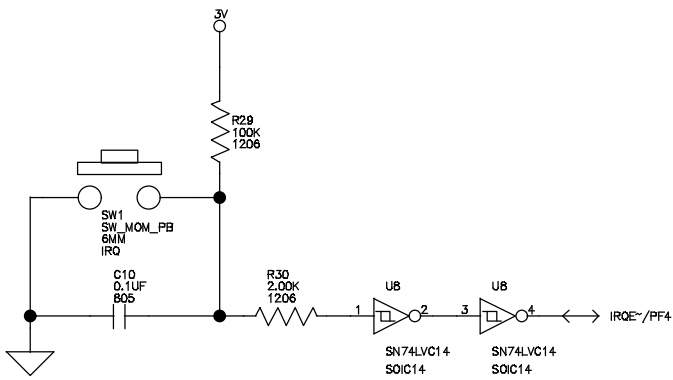 3V
R29
100K
1206
SW1
SW_MOM_PB
6MM
IRQ
C10
0.1UF
805
R30
2.00K
1206
U8
1
2
SN74LVC14
SOIC14
U8
3
4
SN74LVC14
SOIC14
IRQE~/PF4